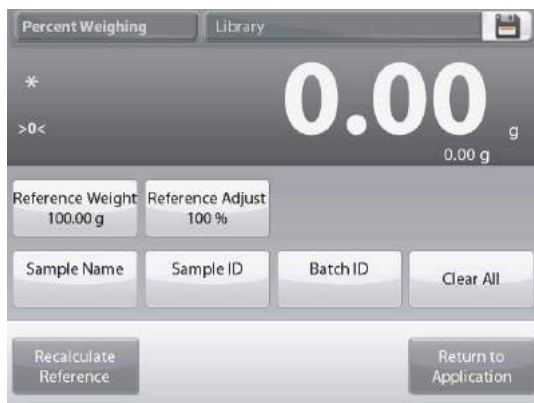 Percent Weighing
Library
*
>0<
0.00 g
0.00 g
Reference Weight
100.00 g
Reference Adjust
100 %
Sample Name
Sample ID
Batch ID
Clear All
Recalculate
Reference
Return to
Application